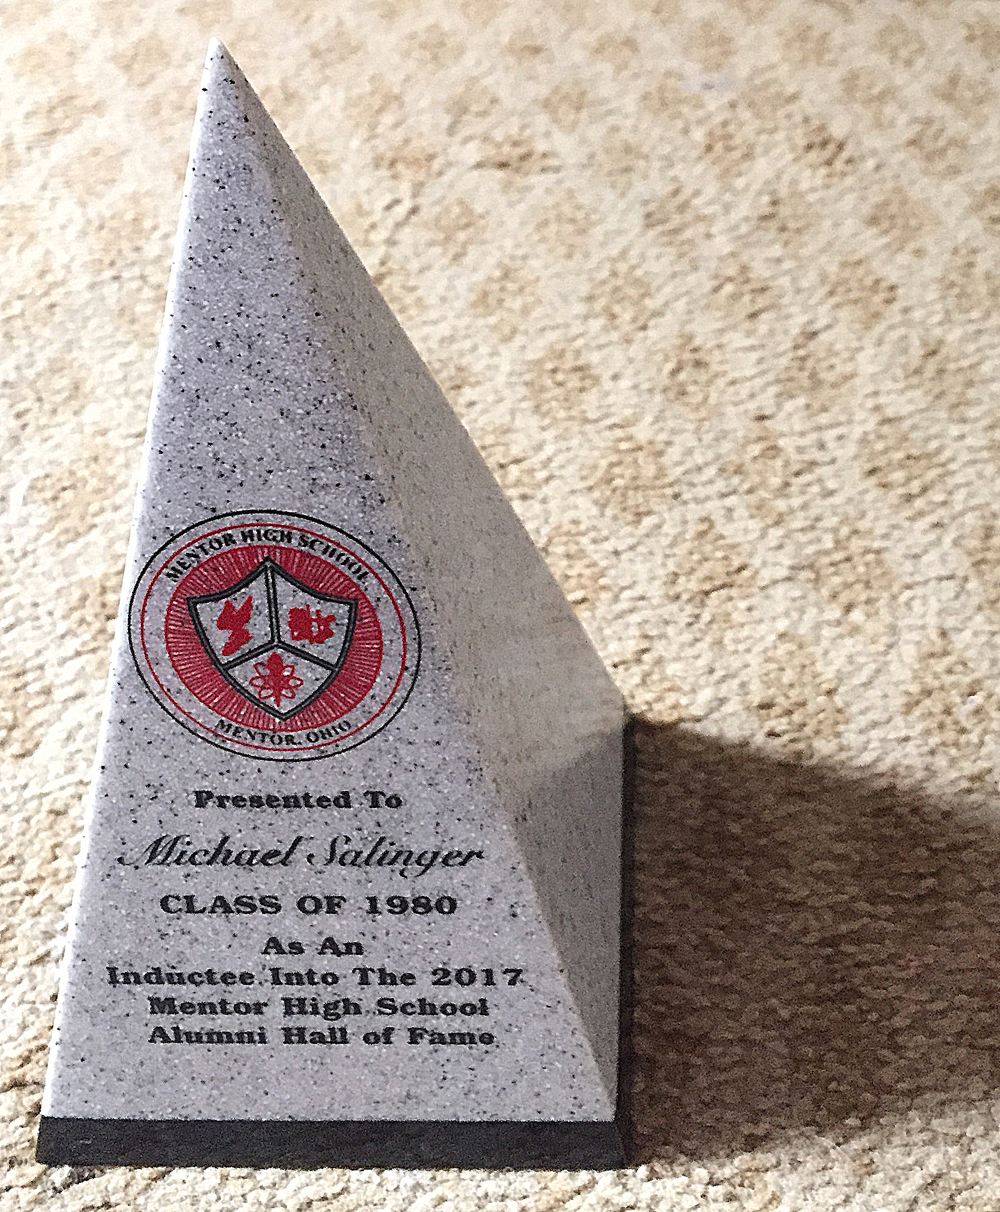 MENTOR HIGH SCHOOL
MENTOR, OHIO
Presented To
Michael Salinger
CLASS OF 1980
As An
Inductee Into The 2017
Mentor High School
Alumni Hall of Fame